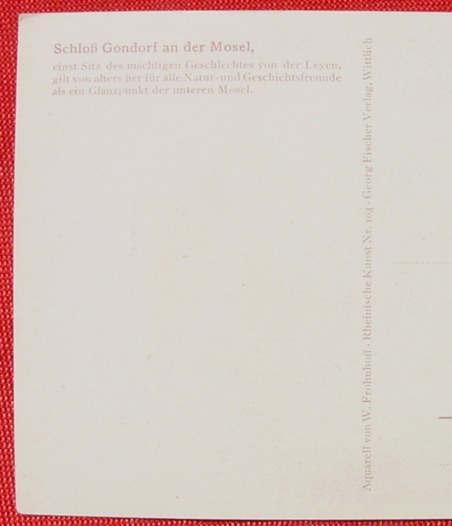 Schloß Gondorf an der Mosel,
einst Sitz des mächtigen Geschlechtes von der Leyen,
gilt von alters her für alle Natur- und Geschichtsfreunde
als ein Glanzpunkt der unteren Mosel.
Aquarell von W. Frohnhoff · Rheinische Kunst Nr. 103 · Georg Fischer Verlag, Wittlich